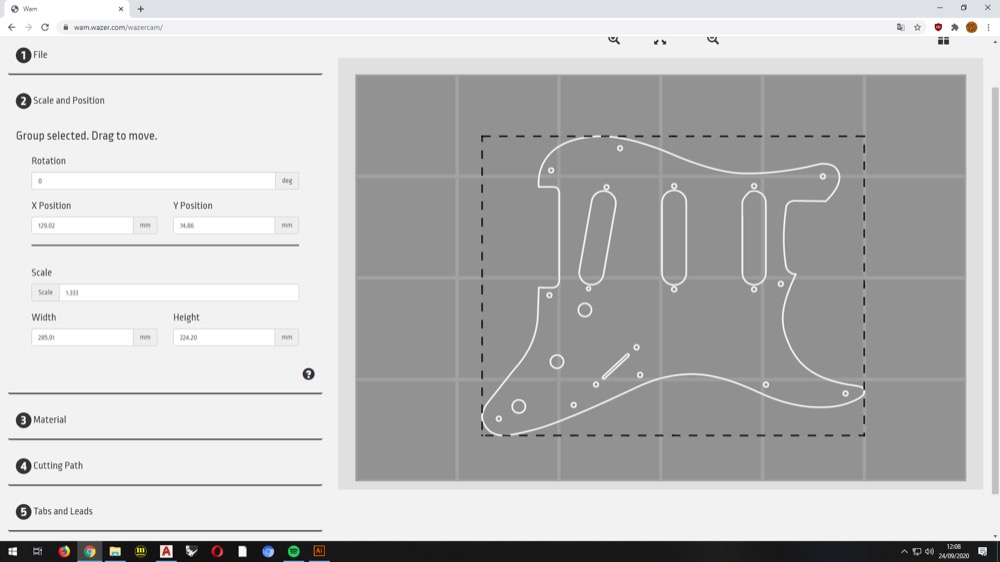 Wam
wam.wazer.com/wazercam/
1 File
2 Scale and Position
Group selected. Drag to move.
Rotation
0 deg
X Position Y Position
129.02 mm 74.86 mm
Scale
Scale 1.333
Width Height
285.91 mm 224.20 mm
?
3 Material
4 Cutting Path
5 Tabs and Leads
12:08
24/09/2020